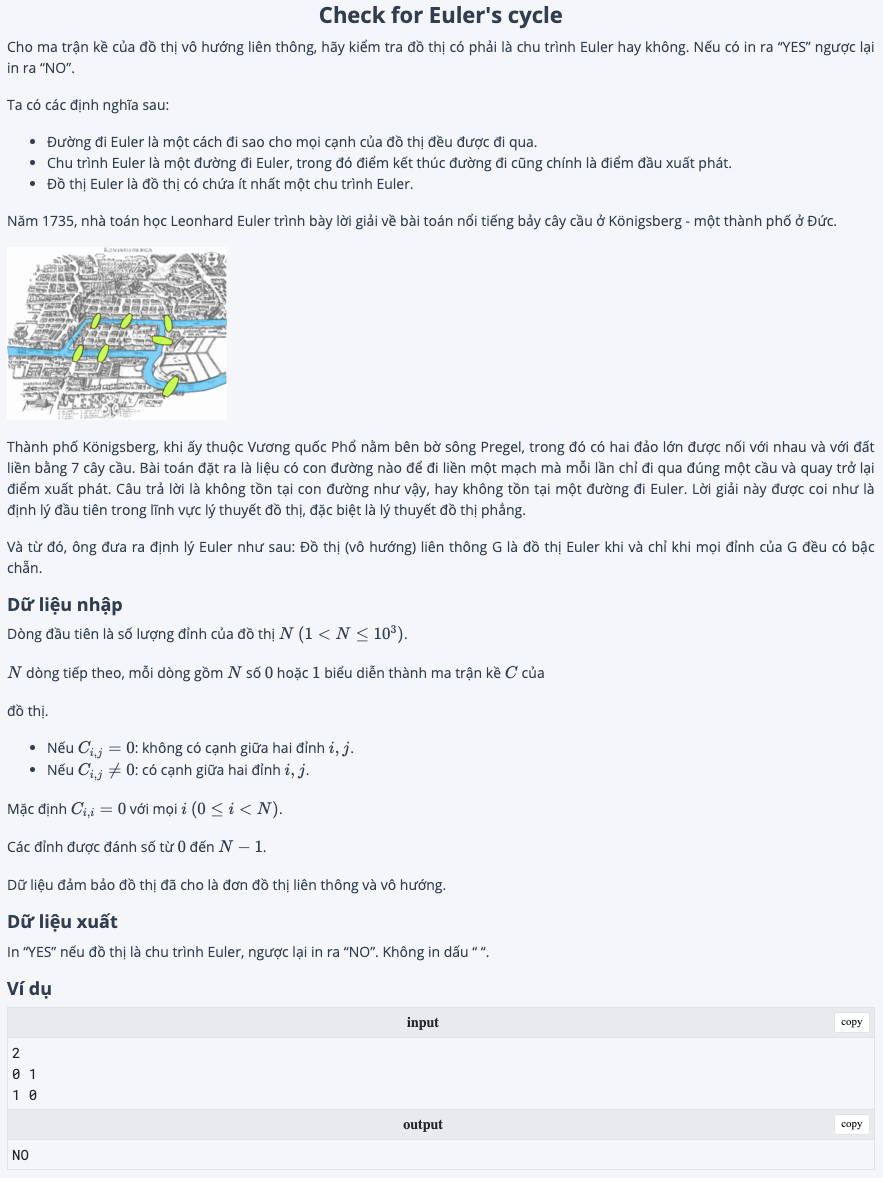 Check for Euler's cycle
Cho ma trận kề của đồ thị vô hướng liên thông, hãy kiểm tra đồ thị có phải là chu trình Euler hay không. Nếu có in ra “YES” ngược lại
in ra “NO”.
Ta có các định nghĩa sau:
• Đường đi Euler là một cách đi sao cho mọi cạnh của đồ thị đều được đi qua.
• Chu trình Euler là một đường đi Euler, trong đó điểm kết thúc đường đi cũng chính là điểm đầu xuất phát.
• Đồ thị Euler là đồ thị có chứa ít nhất một chu trình Euler.
Năm 1735, nhà toán học Leonhard Euler trình bày lời giải về bài toán nổi tiếng bảy cây cầu ở Königsberg - một thành phố ở Đức.
Thành phố Königsberg, khi ấy thuộc Vương quốc Phổ nằm bên bờ sông Pregel, trong đó có hai đảo lớn được nối với nhau và với đất
liền bằng 7 cây cầu. Bài toán đặt ra là liệu có con đường nào để đi liền một mạch mà mỗi lần chỉ đi qua đúng một cầu và quay trở lại
điểm xuất phát. Câu trả lời là không tồn tại con đường như vậy, hay không tồn tại một đường đi Euler. Lời giải này được coi như là
định lý đầu tiên trong lĩnh vực lý thuyết đồ thị, đặc biệt là lý thuyết đồ thị phẳng.
Và từ đó, ông đưa ra định lý Euler như sau: Đồ thị (vô hướng) liên thông G là đồ thị Euler khi và chỉ khi mọi đỉnh của G đều có bậc
chẵn.
Dữ liệu nhập
Dòng đầu tiên là số lượng đỉnh của đồ thị N (1 < N ≤ 10³).
N dòng tiếp theo, mỗi dòng gồm N số 0 hoặc 1 biểu diễn thành ma trận kề C của
đồ thị.
• Nếu C_{i,j} = 0: không có cạnh giữa hai đỉnh i, j.
• Nếu C_{i,j} ≠ 0: có cạnh giữa hai đỉnh i, j.
Mặc định C_{i,i} = 0 với mọi i (0 ≤ i < N).
Các đỉnh được đánh số từ 0 đến N − 1.
Dữ liệu đảm bảo đồ thị đã cho là đơn đồ thị liên thông và vô hướng.
Dữ liệu xuất
In “YES” nếu đồ thị là chu trình Euler, ngược lại in ra “NO”. Không in dấu “ “.
Ví dụ
input copy
2
0 1
1 0
output copy
NO